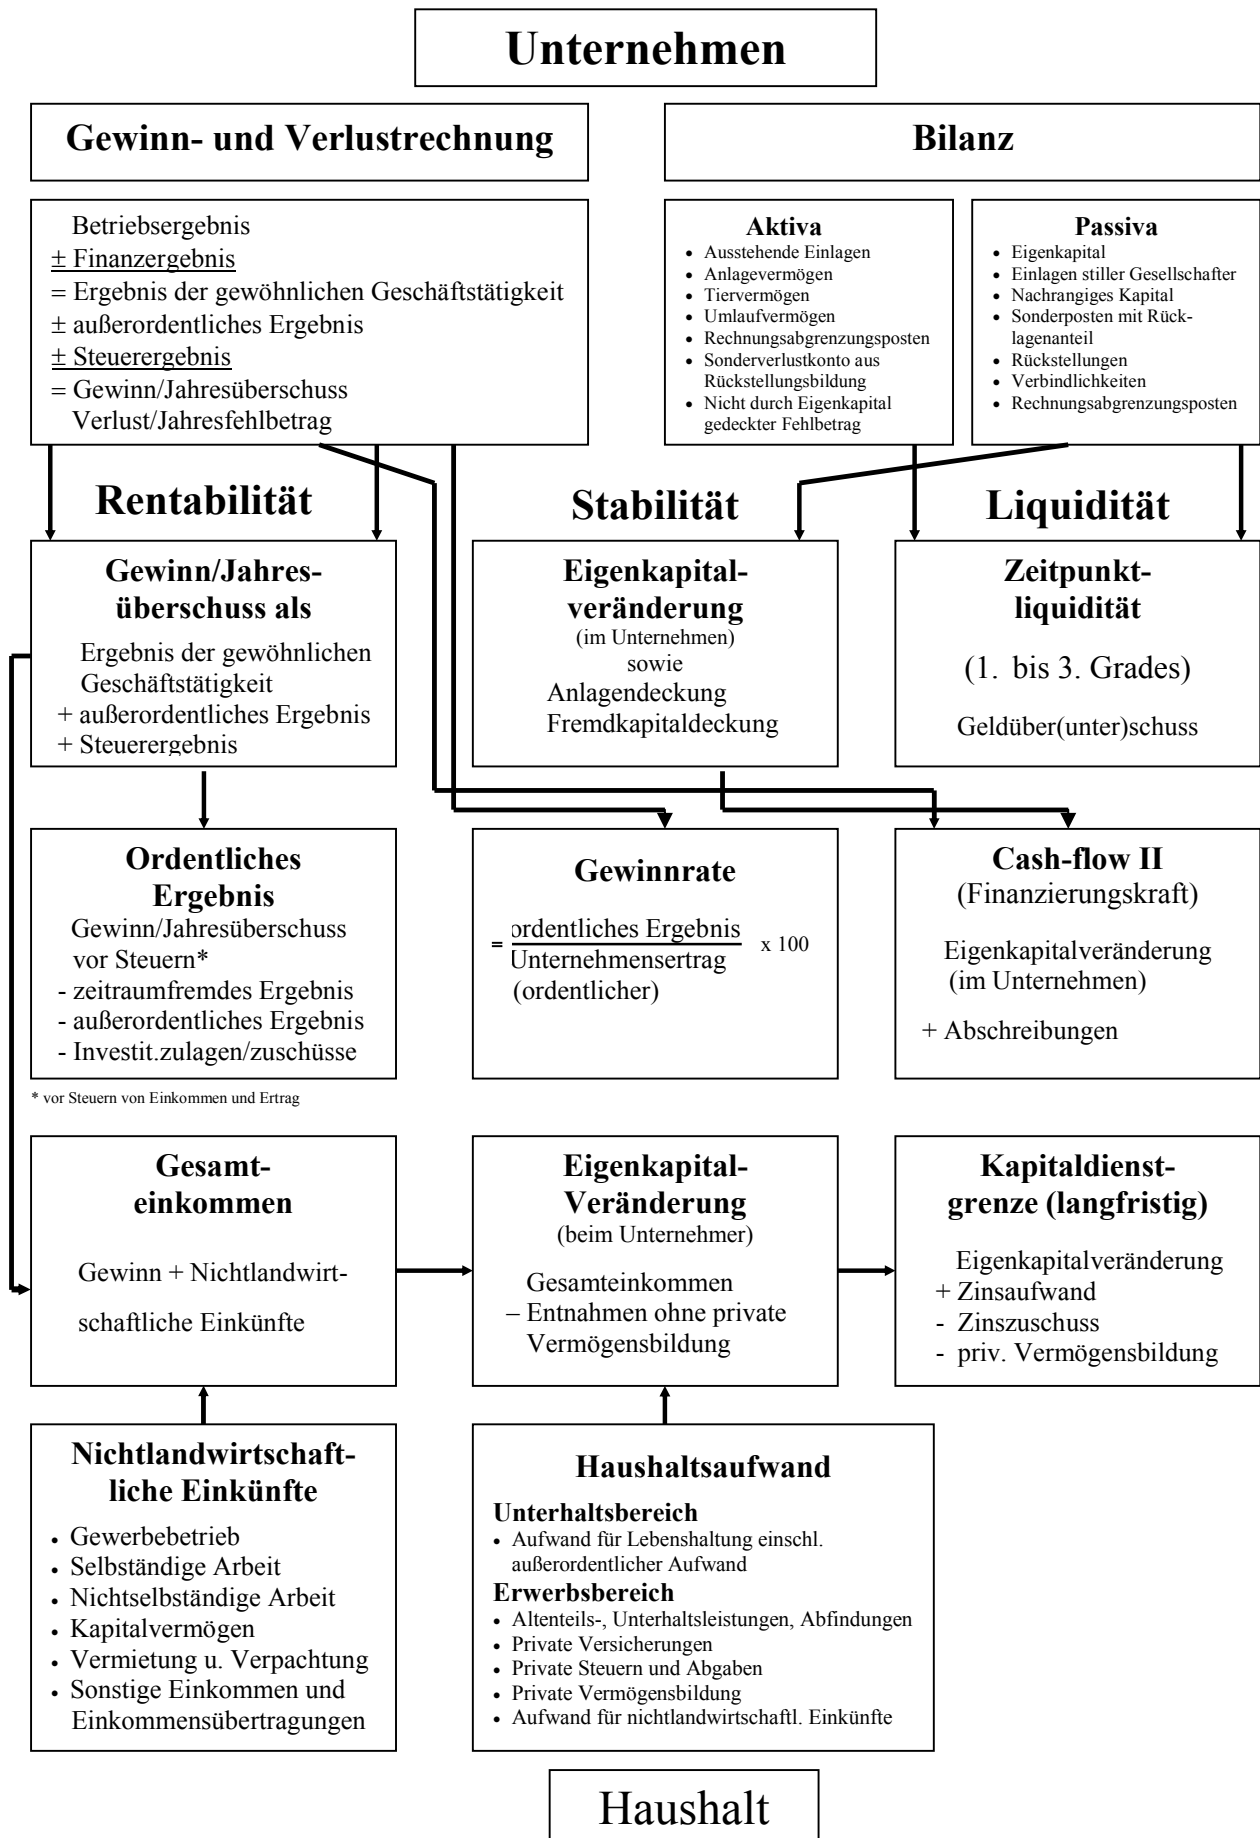 Unternehmen
Gewinn- und Verlustrechnung
Betriebsergebnis
± Finanzergebnis
= Ergebnis der gewöhnlichen Geschäftstätigkeit
± außerordentliches Ergebnis
± Steuerergebnis
= Gewinn/Jahresüberschuss
Verlust/Jahresfehlbetrag
Bilanz
Aktiva
• Ausstehende Einlagen
• Anlagevermögen
• Tiervermögen
• Umlaufvermögen
• Rechnungsabgrenzungsposten
• Sonderverlustkonto aus
Rückstellungsbildung
• Nicht durch Eigenkapital
gedeckter Fehlbetrag
Passiva
• Eigenkapital
• Einlagen stiller Gesellschafter
• Nachrangiges Kapital
• Sonderposten mit Rück-
lagenanteil
• Rückstellungen
• Verbindlichkeiten
• Rechnungsabgrenzungsposten
Rentabilität
Stabilität
Liquidität
Gewinn/Jahres-
überschuss als
Ergebnis der gewöhnlichen
Geschäftstätigkeit
+ außerordentliches Ergebnis
+ Steuerergebnis
Eigenkapital-
veränderung
(im Unternehmen)
sowie
Anlagendeckung
Fremdkapitaldeckung
Zeitpunkt-
liquidität
(1. bis 3. Grades)
Geldüber(unter)schuss
Ordentliches
Ergebnis
Gewinn/Jahresüberschuss
vor Steuern*
- zeitraumfremdes Ergebnis
- außerordentliches Ergebnis
- Investit.zulagen/zuschüsse
* vor Steuern von Einkommen und Ertrag
Gewinnrate
= ordentliches Ergebnis x 100
Unternehmensertrag
(ordentlicher)
Cash-flow II
(Finanzierungskraft)
Eigenkapitalveränderung
(im Unternehmen)
+ Abschreibungen
Gesamt-
einkommen
Gewinn + Nichtlandwirt-
schaftliche Einkünfte
Eigenkapital-
Veränderung
(beim Unternehmer)
Gesamteinkommen
– Entnahmen ohne private
Vermögensbildung
Kapitaldienst-
grenze (langfristig)
Eigenkapitalveränderung
+ Zinsaufwand
- Zinszuschuss
- priv. Vermögensbildung
Nichtlandwirtschaft-
liche Einkünfte
• Gewerbebetrieb
• Selbständige Arbeit
• Nichtselbständige Arbeit
• Kapitalvermögen
• Vermietung u. Verpachtung
• Sonstige Einkommen und
Einkommensübertragungen
Haushaltsaufwand
Unterhaltsbereich
• Aufwand für Lebenshaltung einschl.
außerordentlicher Aufwand
Erwerbsbereich
• Altenteils-, Unterhaltsleistungen, Abfindungen
• Private Versicherungen
• Private Steuern und Abgaben
• Private Vermögensbildung
• Aufwand für nichtlandwirtschaftl. Einkünfte
Haushalt